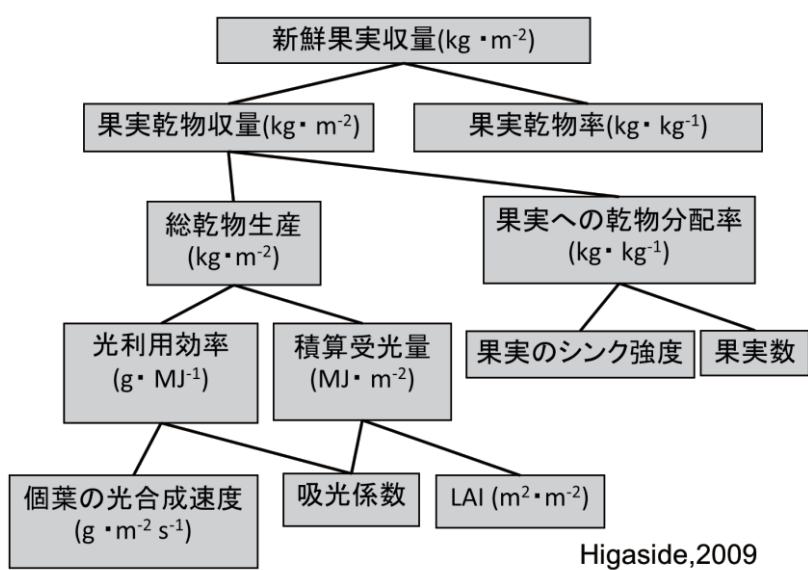 新鮮果実収量(kg ▪m-2)
果実乾物収量(kg▪ m-2)
果実乾物率(kg▪ kg-1)
総乾物生産
(kg▪m-2)
果実への乾物分配率
(kg▪ kg-1)
光利用効率
(g▪ MJ-1)
積算受光量
(MJ▪ m-2)
果実のシンク強度
果実数
個葉の光合成速度
(g ▪m-2 s-1)
吸光係数
LAI (m2▪m-2)
Higaside,2009